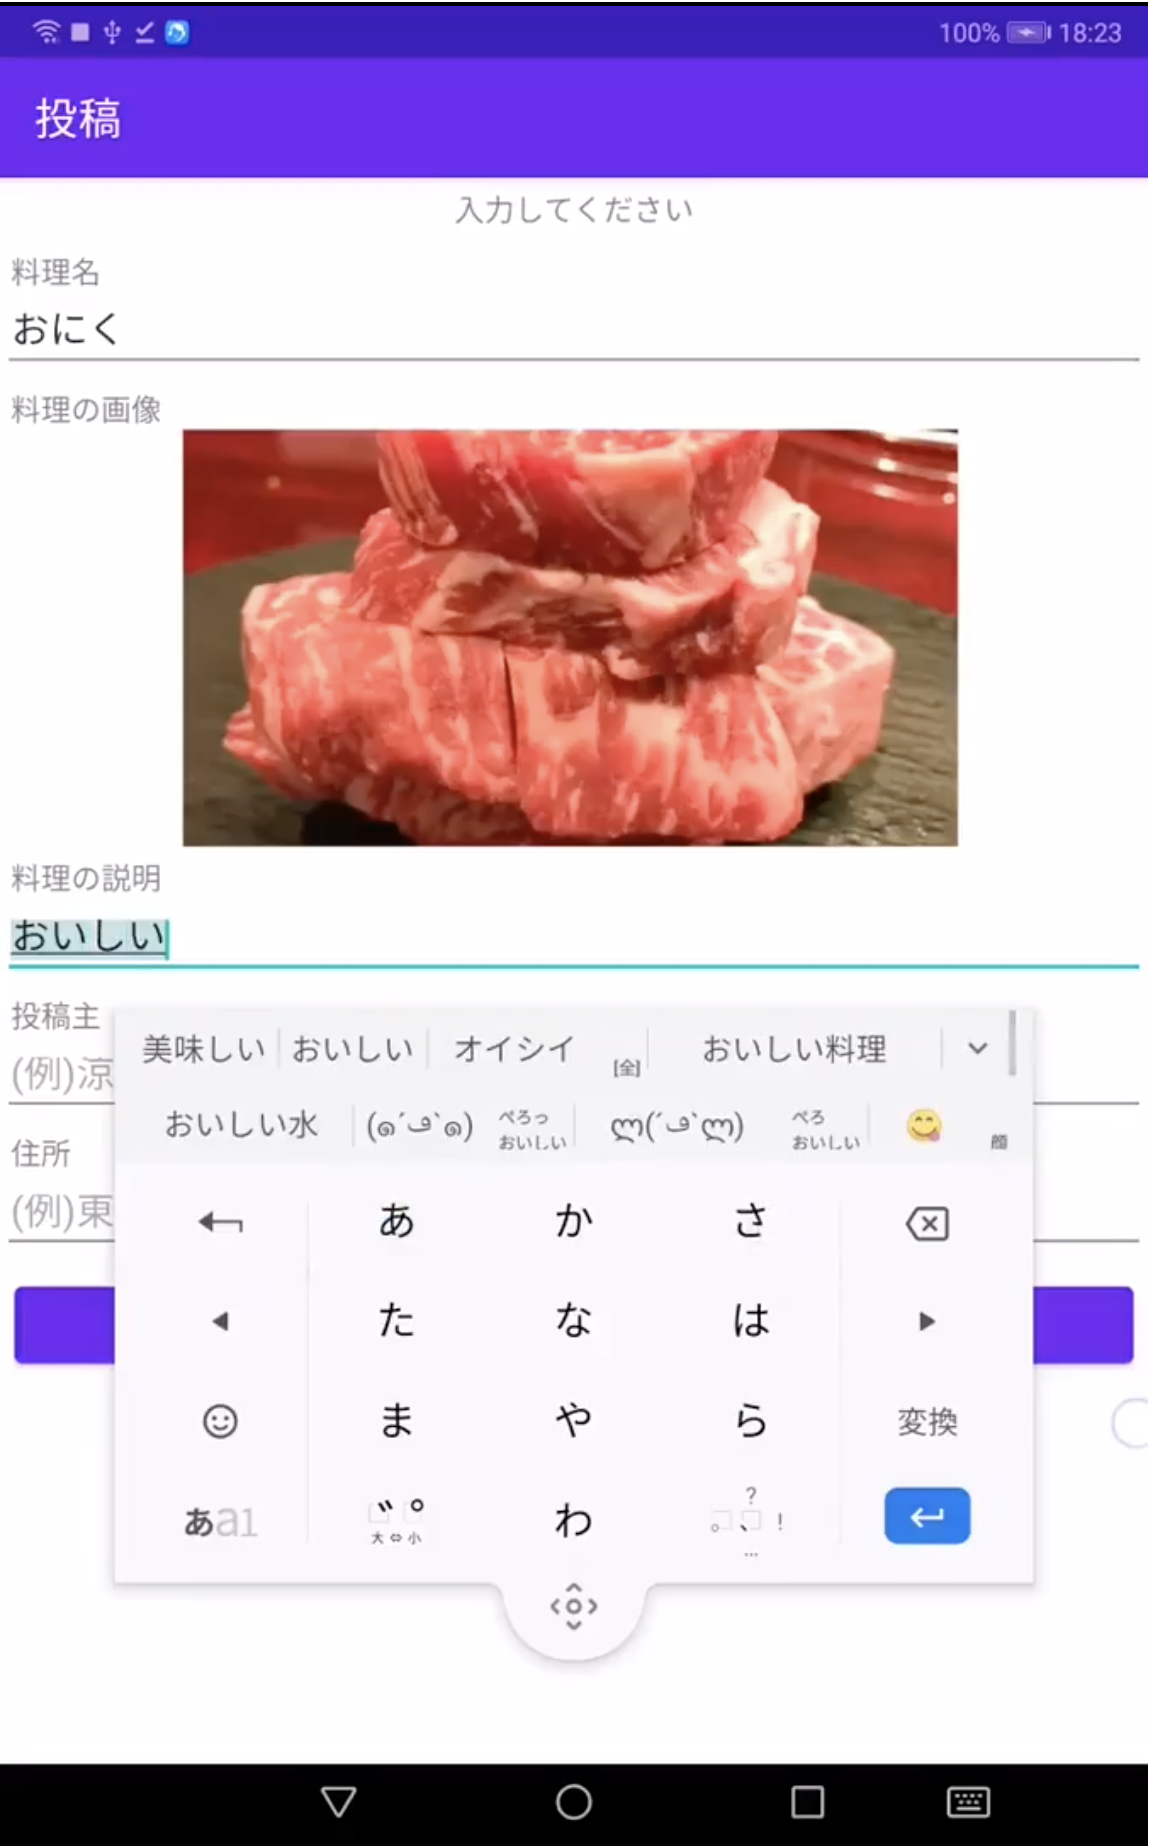 100% 18:23
投稿
入力してください
料理名
おにく
料理の画像
料理の説明
おいしい
投稿主
(例)涼
住所
(例)東
美味しい おいしい オイシイ [全] おいしい料理
おいしい水 (๑´ڡ`๑) ぺろっ おいしい ლ(´ڡ`ლ) ぺろ おいしい 😋 顔
あ か さ
た な は
ま や ら 変換
あa1 大⇔小 わ 。、?!…